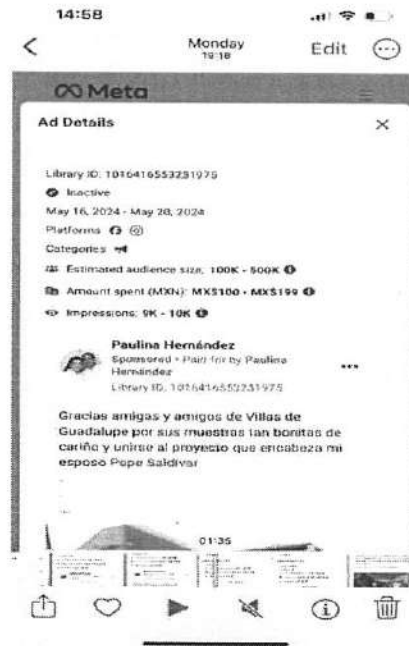 14:58
Monday
19:18
Edit
Meta
Ad Details
Library ID: 1016416553231975
Inactive
May 16, 2024 - May 20, 2024
Platforms
Categories
Estimated audience size: 100K - 500K
Amount spent (MXN): MX$100 - MX$199
Impressions: 9K - 10K
Paulina Hernández
Sponsored • Paid for by Paulina
Hernández
Library ID: 1016416553231975
Gracias amigas y amigos de Villas de
Guadalupe por sus muestras tan bonitas de
cariño y unirse al proyecto que encabeza mi
esposo Pepe Saldívar
01:35